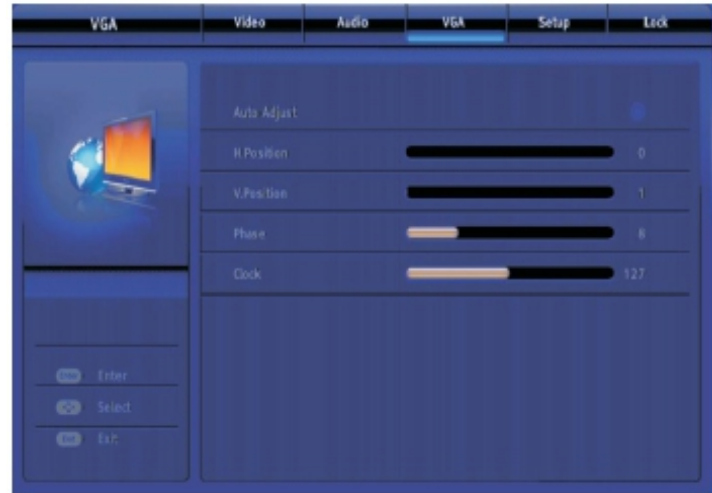 VGA
Video Audio VGA Setup Lock
Auto Adjust
H.Position 0
V.Position 1
Phase 8
Clock 127
Enter
Select
Exit Exit